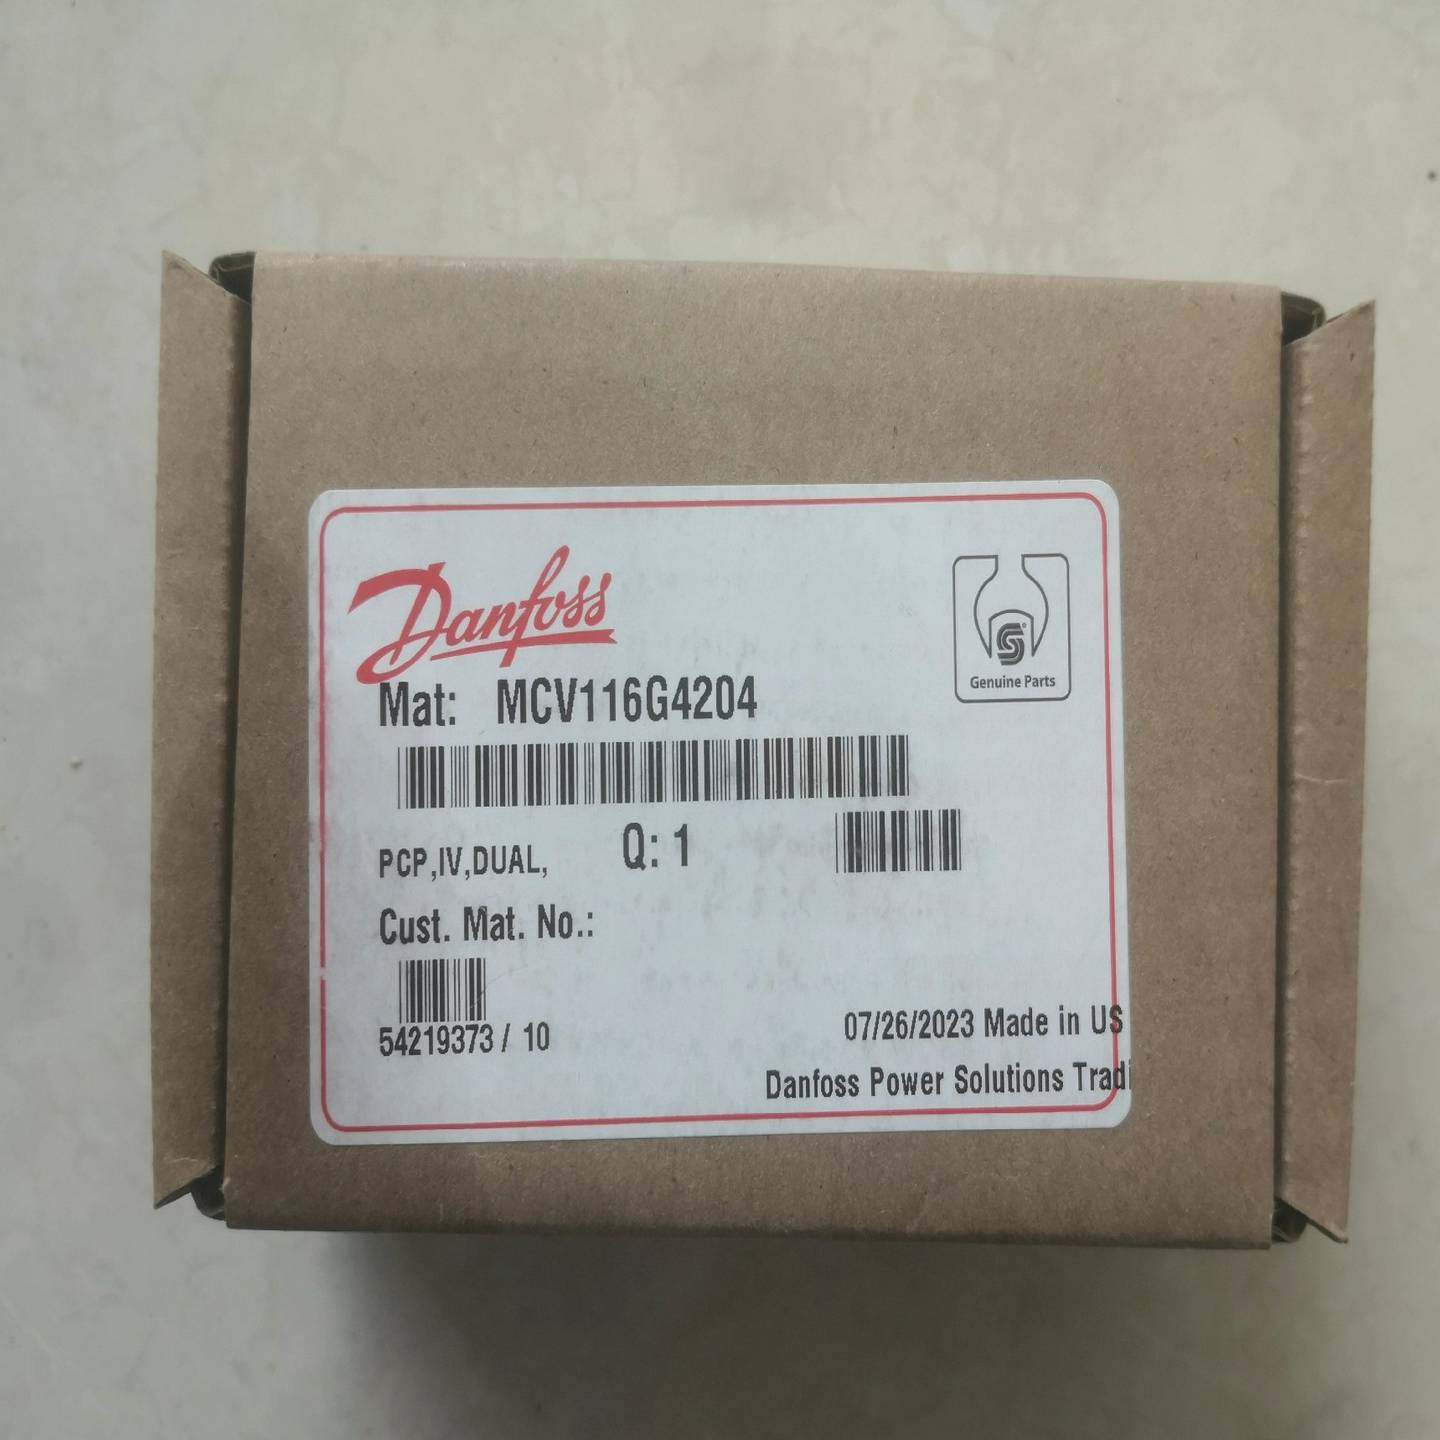 Danfoss
Genuine Parts
Mat: MCV116G4204
PCP,IV,DUAL, Q: 1
Cust. Mat. No.:
54219373 / 10
07/26/2023 Made in US
Danfoss Power Solutions Tradi